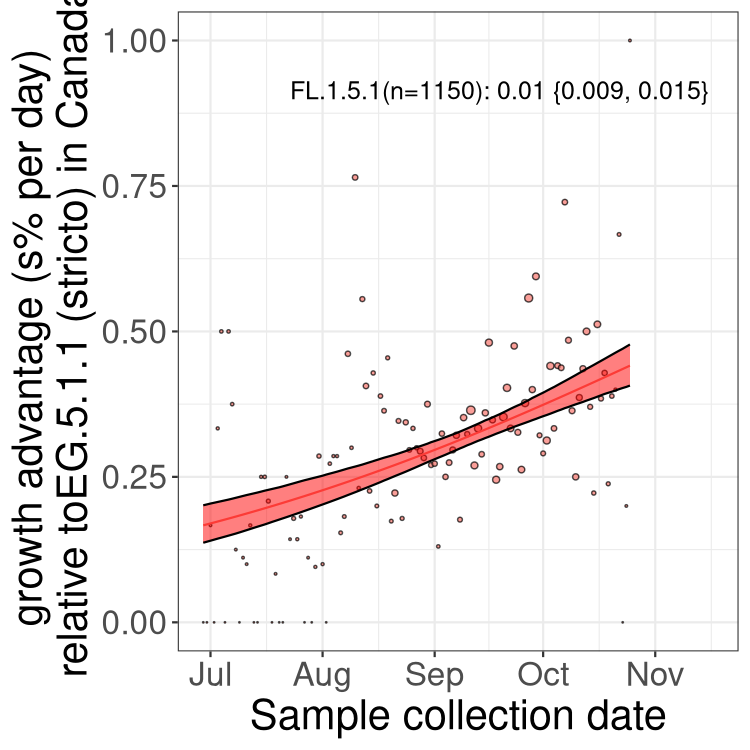 growth advantage (s% per day)
relative toEG.5.1.1 (stricto) in Canada
1.00
0.75
0.50
0.25
0.00
FL.1.5.1(n=1150): 0.01 {0.009, 0.015}
Jul Aug Sep Oct Nov
Sample collection date